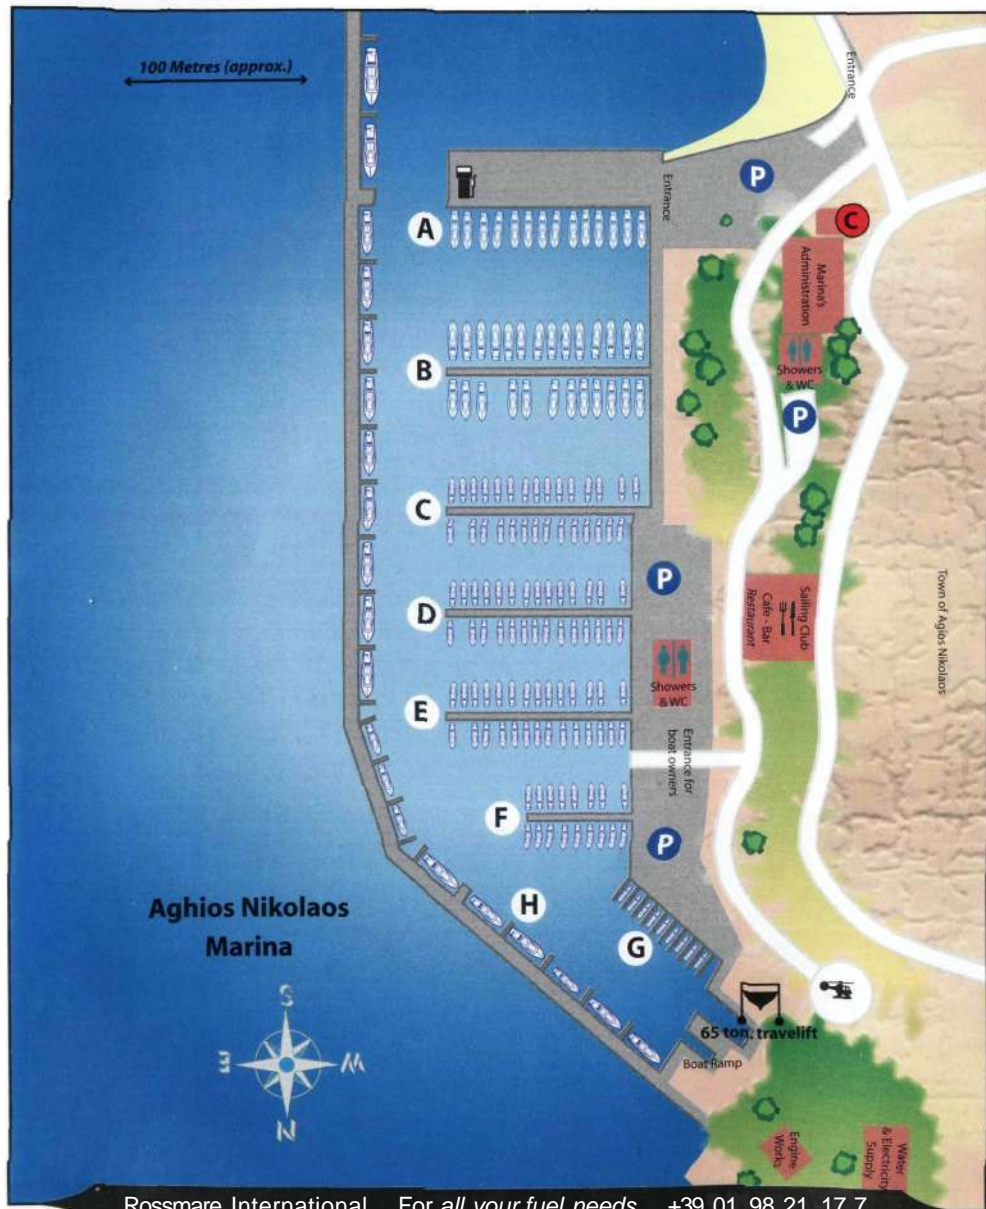 100 Metres (approx.)
Entrance
P
Entrance
C
A
Marina's
Administration
B
Showers
& WC
P
C
Town of Agios Nikolaos
P
Sailing Club
Cafe - Bar
Restaurant
D
Showers
& WC
E
Entrance for
boat owners
F
P
Aghios Nikolaos
Marina
H
G
S
E
W
N
65 ton. travelift
Boat Ramp
Engine
Works
Water
& Electricity
Supply
Rossmare International For all your fuel needs +39 01 98 21 17 7